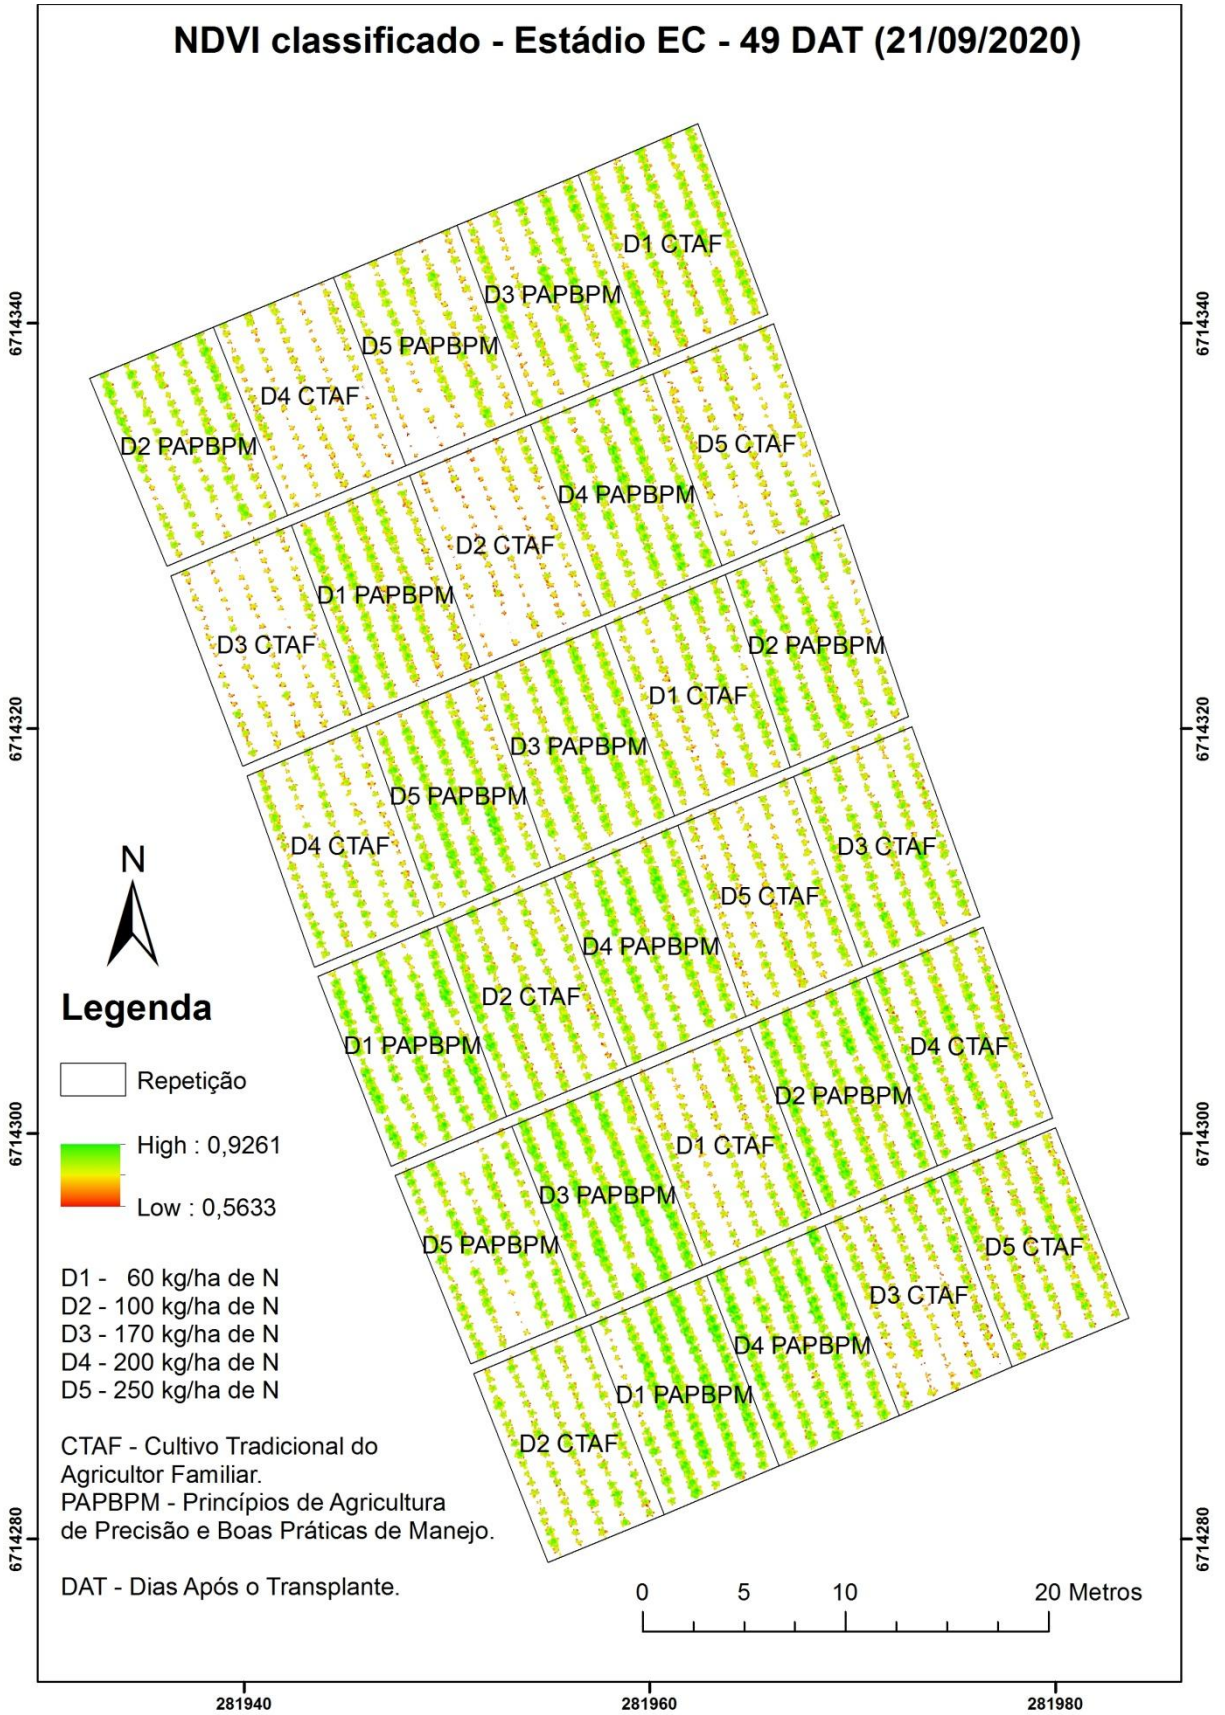 NDVI classificado - Estádio EC - 49 DAT (21/09/2020)
D1 CTAF
D3 PAPBPM
D5 PAPBPM
D4 CTAF
D2 PAPBPM
D5 CTAF
D4 PAPBPM
D2 CTAF
D1 PAPBPM
D3 CTAF
D2 PAPBPM
D1 CTAF
D3 PAPBPM
D5 PAPBPM
D4 CTAF
D3 CTAF
D5 CTAF
D4 PAPBPM
D2 CTAF
D1 PAPBPM
D4 CTAF
D2 PAPBPM
D1 CTAF
D3 PAPBPM
D5 PAPBPM
D5 CTAF
D3 CTAF
D4 PAPBPM
D1 PAPBPM
D2 CTAF
6714340
6714320
6714300
6714280
6714340
6714320
6714300
6714280
N
Legenda
Repetição
High : 0,9261
Low : 0,5633
D1 - 60 kg/ha de N
D2 - 100 kg/ha de N
D3 - 170 kg/ha de N
D4 - 200 kg/ha de N
D5 - 250 kg/ha de N
CTAF - Cultivo Tradicional do
Agricultor Familiar.
PAPBPM - Princípios de Agricultura
de Precisão e Boas Práticas de Manejo.
DAT - Dias Após o Transplante.
0 5 10 20 Metros
281940 281960 281980